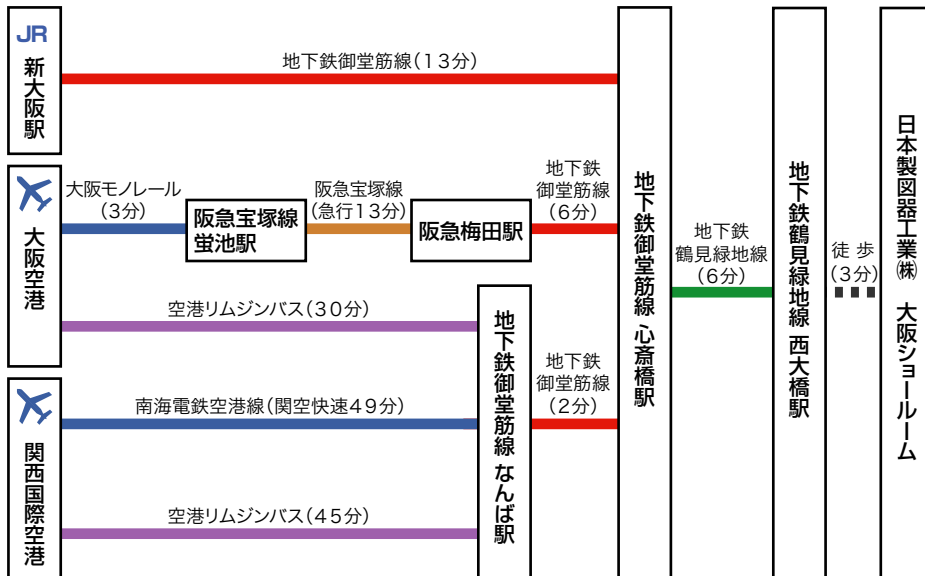 JR
新大阪駅
地下鉄御堂筋線(13分)
大阪空港
大阪モノレール
(3分)
阪急宝塚線
蛍池駅
阪急宝塚線
(急行13分)
阪急梅田駅
地下鉄
御堂筋線
(6分)
空港リムジンバス(30分)
関西国際空港
南海電鉄空港線(関空快速49分)
空港リムジンバス(45分)
地下鉄御堂筋線 なんば駅
地下鉄
御堂筋線
(2分)
地下鉄御堂筋線 心斎橋駅
地下鉄
鶴見緑地線
(6分)
地下鉄鶴見緑地線 西大橋駅
徒歩
(3分)
日本製図器工業㈱ 大阪ショールーム